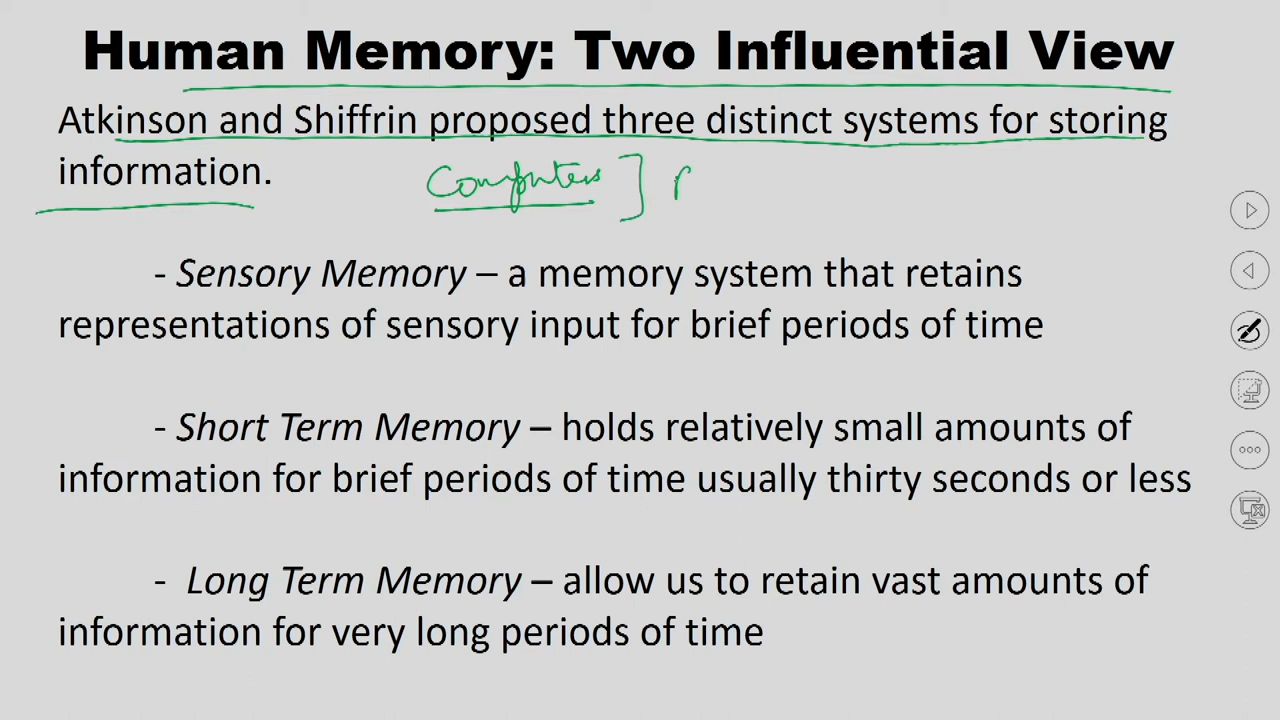 Human Memory: Two Influential View
Atkinson and Shiffrin proposed three distinct systems for storing
information.
Computers ]
- Sensory Memory – a memory system that retains
representations of sensory input for brief periods of time
- Short Term Memory – holds relatively small amounts of
information for brief periods of time usually thirty seconds or less
- Long Term Memory – allow us to retain vast amounts of
information for very long periods of time